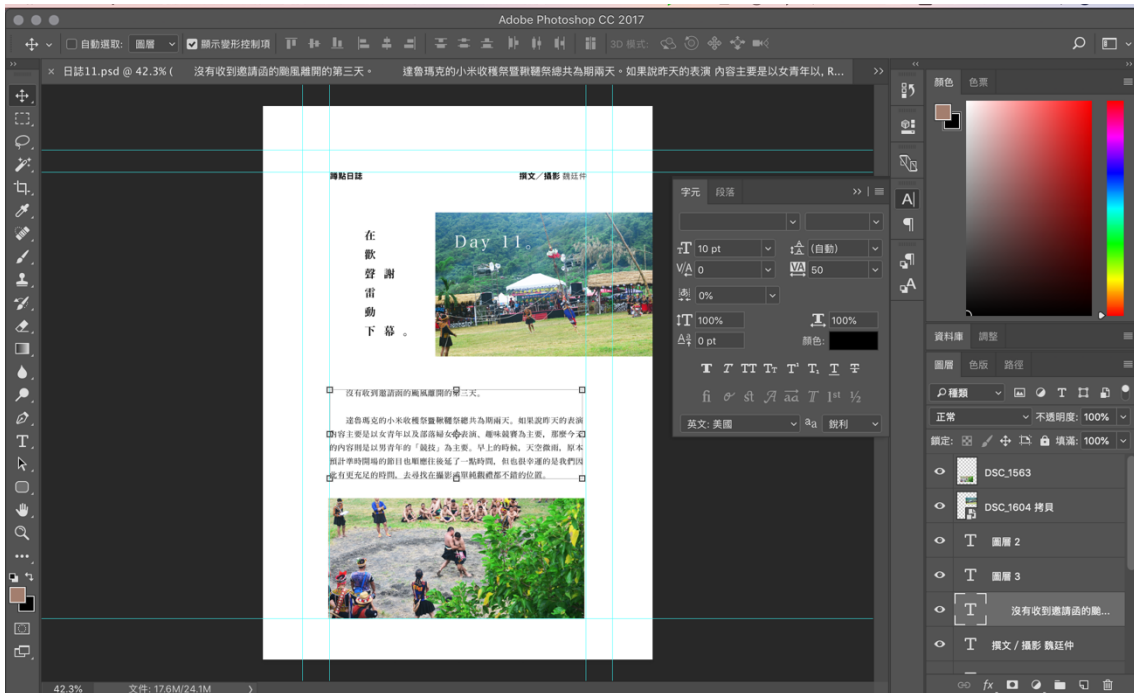 Adobe Photoshop CC 2017
自動選取: 圖層 顯示變形控制項 3D 模式:
× 日誌11.psd @ 42.3% ( 沒有收到邀請函的颱風離開的第三天。 達魯瑪克的小米收穫祭暨鞦韆祭總共為期兩天。如果說昨天的表演 內容主要是以女青年以, R...
顏色 色票
蹲點日誌 撰文／攝影 魏廷仲
在歡聲雷動下
謝幕。
Day 11。
沒有收到邀請函的颱風離開的第三天。
達魯瑪克的小米收穫祭暨鞦韆祭總共為期兩天。如果說昨天的表演
內容主要是以女青年以及部落婦女的表演、趣味競賽為主要，那麼今天
的內容則是以男青年的「競技」為主要。早上的時候，天空微雨，原本
預計準時開場的節目也順應往後延了一點時間，但也很幸運的是我們因
此有更充足的時間，去尋找在攝影或單純觀禮都不錯的位置。
字元 段落
10 pt (自動)
0 50
0%
100% 100%
0 pt 顏色:
英文: 美國 aa 銳利
資料庫 調整
圖層 色版 路徑
種類
正常 不透明度: 100%
鎖定: 填滿: 100%
DSC_1563
DSC_1604 拷貝
圖層 2
圖層 3
沒有收到邀請函的颱...
撰文 / 攝影 魏廷仲
fx
42.3% 文件: 17.6M/24.1M